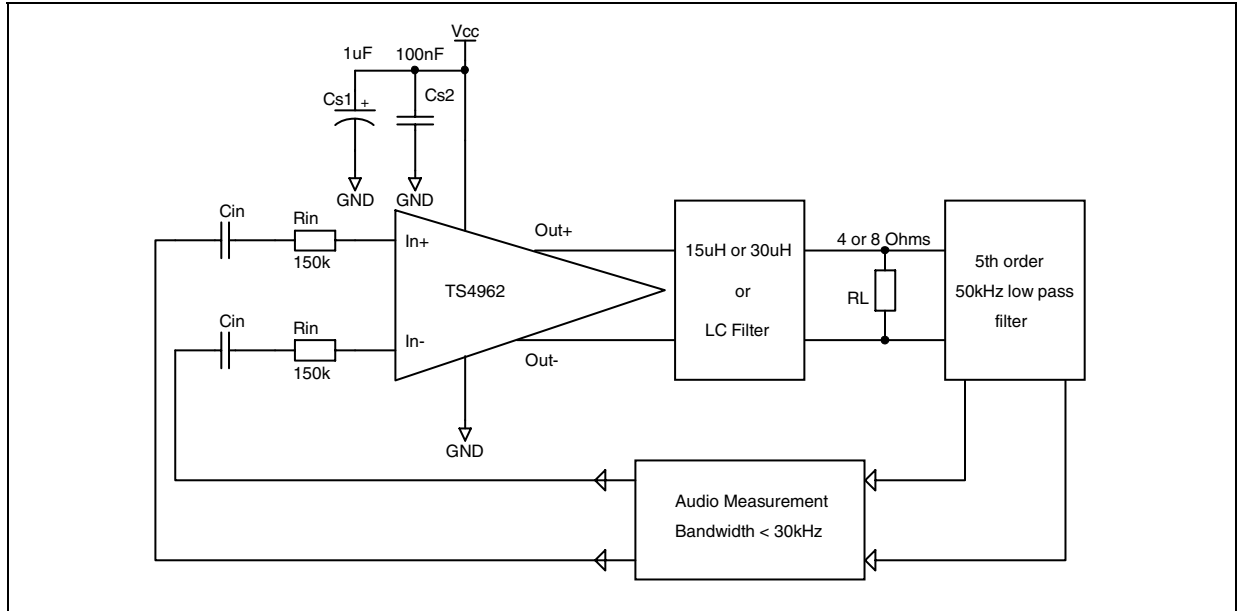 Vcc
1uF
100nF
Cs1
+
Cs2
GND
GND
Cin
Rin
150k
In+
Out+
TS4962
Cin
Rin
150k
In-
Out-
GND
15uH or 30uH
or
LC Filter
4 or 8 Ohms
RL
5th order
50kHz low pass
filter
Audio Measurement
Bandwidth < 30kHz